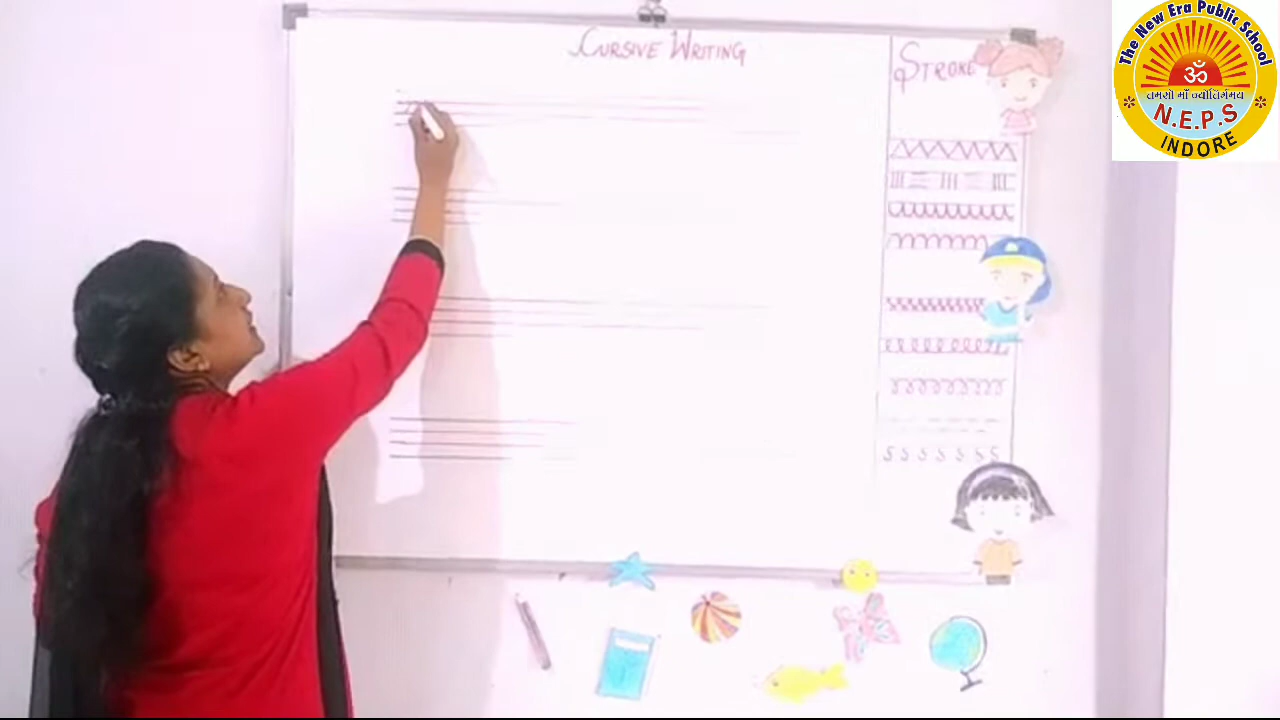 CURSIVE WRITING
STROKE
The New Era Public School
ॐ
तमसो माँ ज्योतिर्गमय
N.E.P.S
INDORE
S S S S S S S